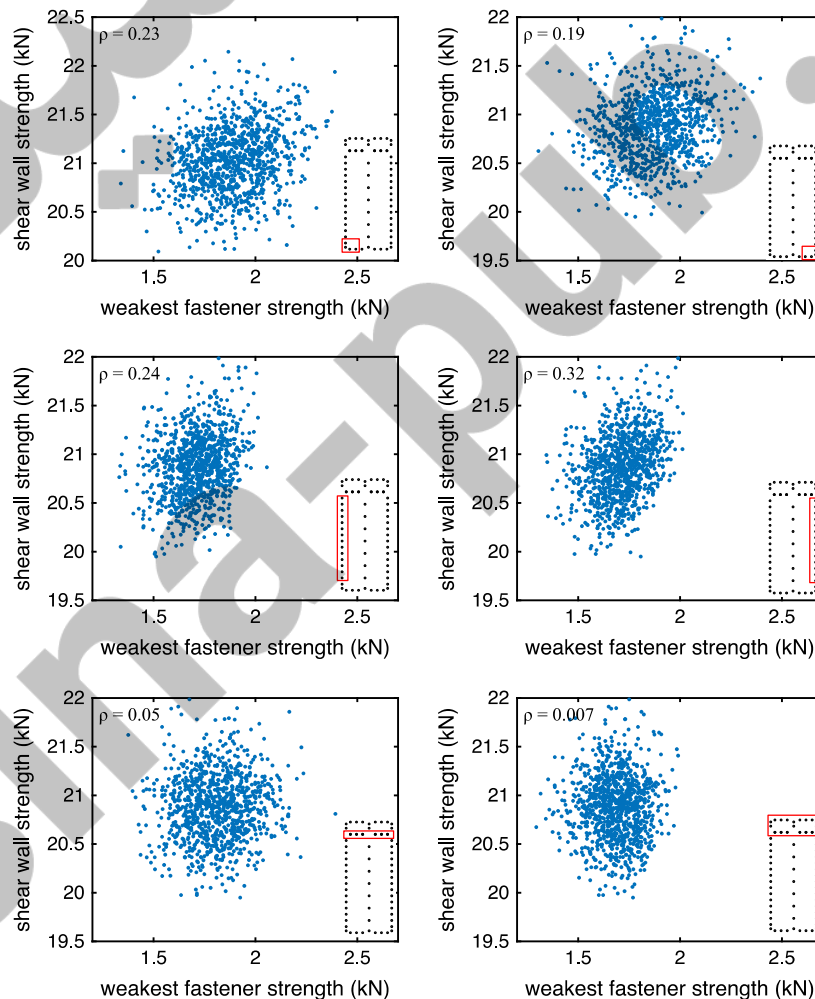 22.5
22
21.5
21
20.5
20
ρ = 0.23
shear wall strength (kN)
1.5 2 2.5
weakest fastener strength (kN)
22
21.5
21
20.5
20
19.5
ρ = 0.19
shear wall strength (kN)
1.5 2 2.5
weakest fastener strength (kN)
22
21.5
21
20.5
20
19.5
ρ = 0.24
shear wall strength (kN)
1.5 2 2.5
weakest fastener strength (kN)
22
21.5
21
20.5
20
19.5
ρ = 0.32
shear wall strength (kN)
1.5 2 2.5
weakest fastener strength (kN)
22
21.5
21
20.5
20
19.5
ρ = 0.05
shear wall strength (kN)
1.5 2 2.5
weakest fastener strength (kN)
22
21.5
21
20.5
20
19.5
ρ = 0.007
shear wall strength (kN)
1.5 2 2.5
weakest fastener strength (kN)
ina-pub.